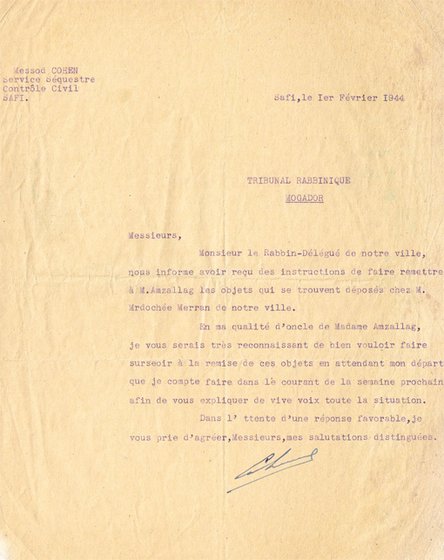 Messod COHEN
Service Séquestre
Contrôle Civil
SAFI.
Safi,le 1er Février 1944
TRIBUNAL RABBINIQUE
MOGADOR
Messieurs,
Monsieur le Rabbin-Délégué de notre ville,
nous informe avoir reçu des instructions de faire remettre
à M.Amzallag les objets qui se trouvent déposés chez M.
Mrdochée Merran de notre ville.
En ma qualité d'oncle de Madame Amzallag,
je vous serais très reconnaissant de bien vouloir faire
surseoir à la remise de ces objets en attendant mon départ
que je compte faire dans le courant de la semaine prochain
afin de vous expliquer de vive voix toute la situation.
Dans l' ttente d'une réponse favorable,je
vous prie d'agréer,Messieurs,mes salutations distinguées.